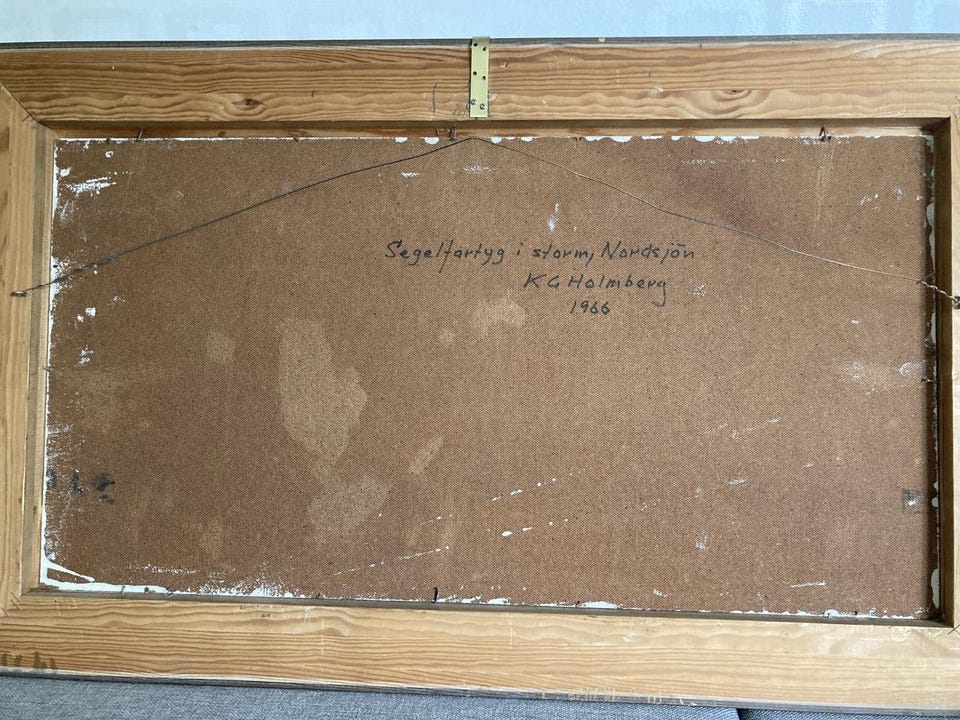 Segelfartyg i storm, Nordsjön
KG Holmberg
1966